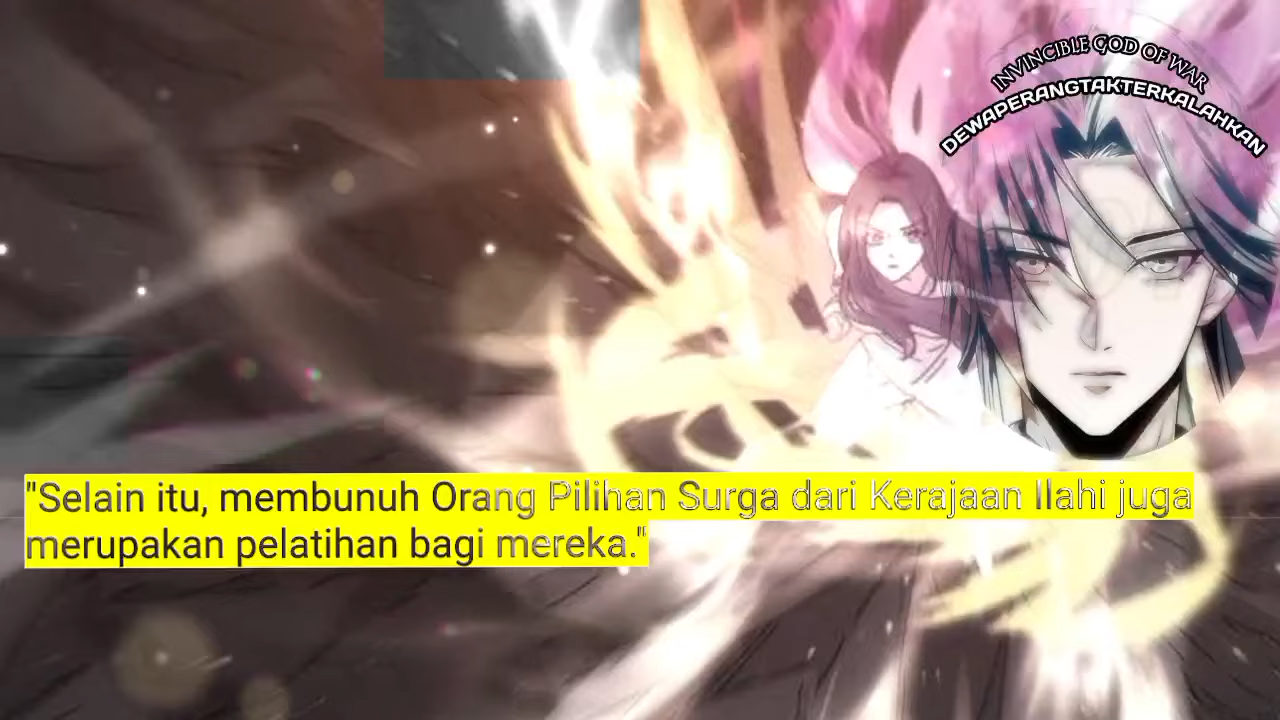 INVINCIBLE GOD OF WAR
DEWAPERANGTAKTERKALAHKAN
"Selain itu, membunuh Orang Pilihan Surga dari Kerajaan Ilahi juga
merupakan pelatihan bagi mereka."